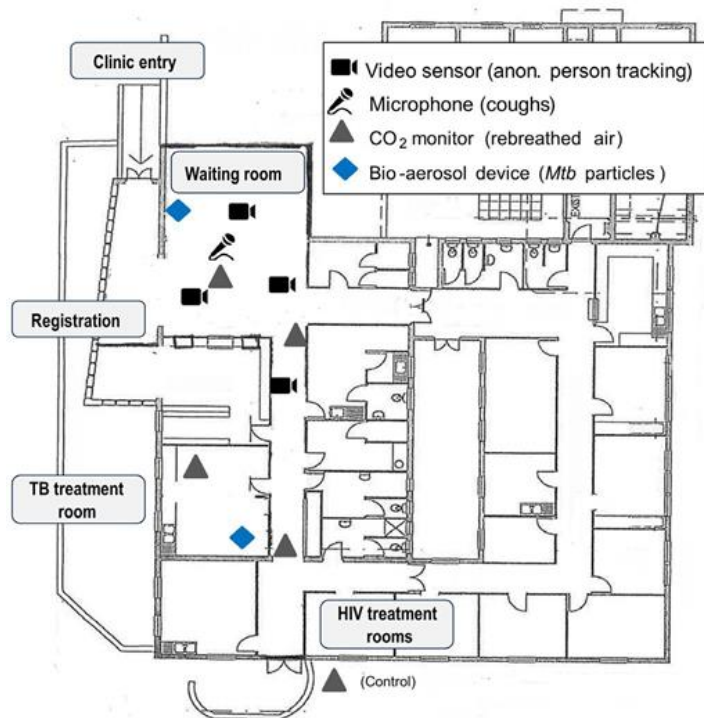 Clinic entry
Video sensor (anon. person tracking)
Microphone (coughs)
CO₂ monitor (rebreathed air)
Bio-aerosol device (Mtb particles)
Waiting room
Registration
TB treatment
room
HIV treatment
rooms
(Control)